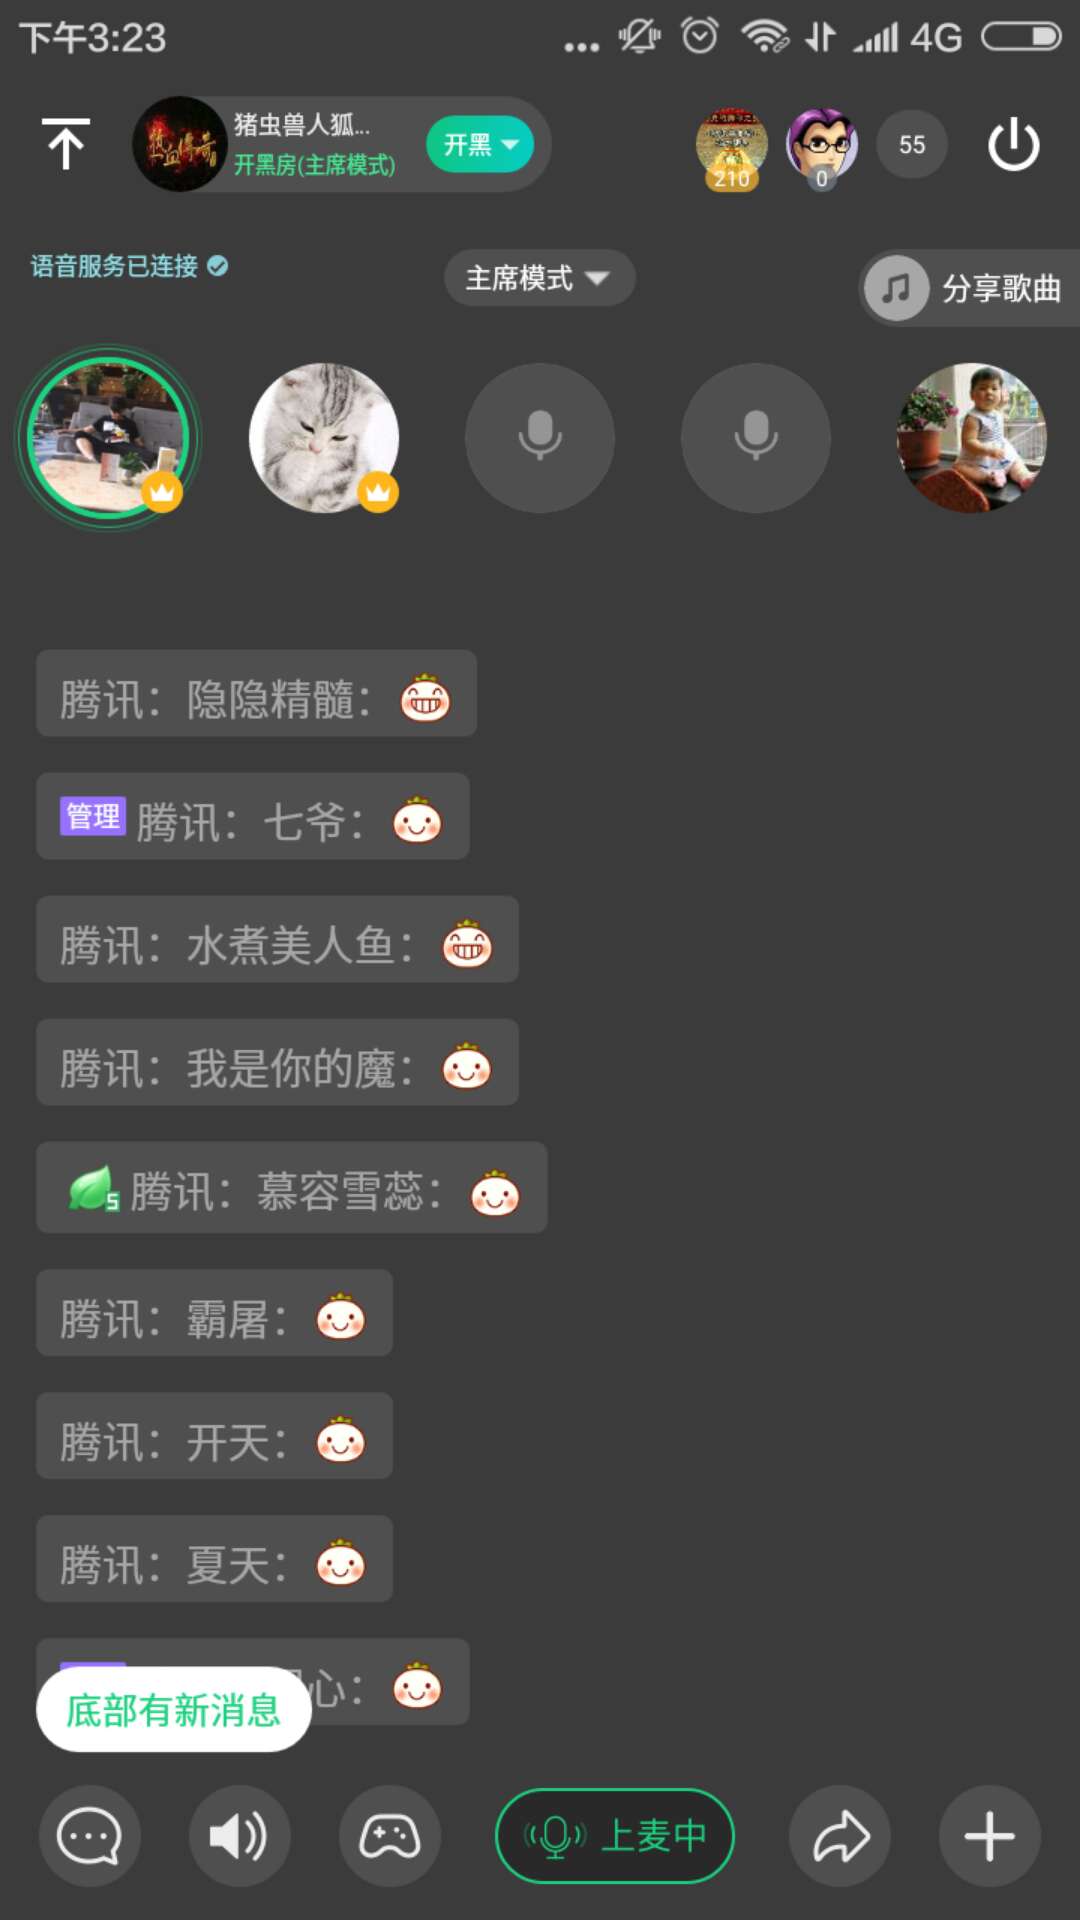 下午3:23
... 4G
猪虫兽人狐...
开黑房(主席模式)
开黑
210
0
55
语音服务已连接
主席模式
分享歌曲
腾讯：隐隐精髓：
管理 腾讯：七爷：
腾讯：水煮美人鱼：
腾讯：我是你的魔：
5 腾讯：慕容雪蕊：
腾讯：霸屠：
腾讯：开天：
腾讯：夏天：
心：
底部有新消息
上麦中